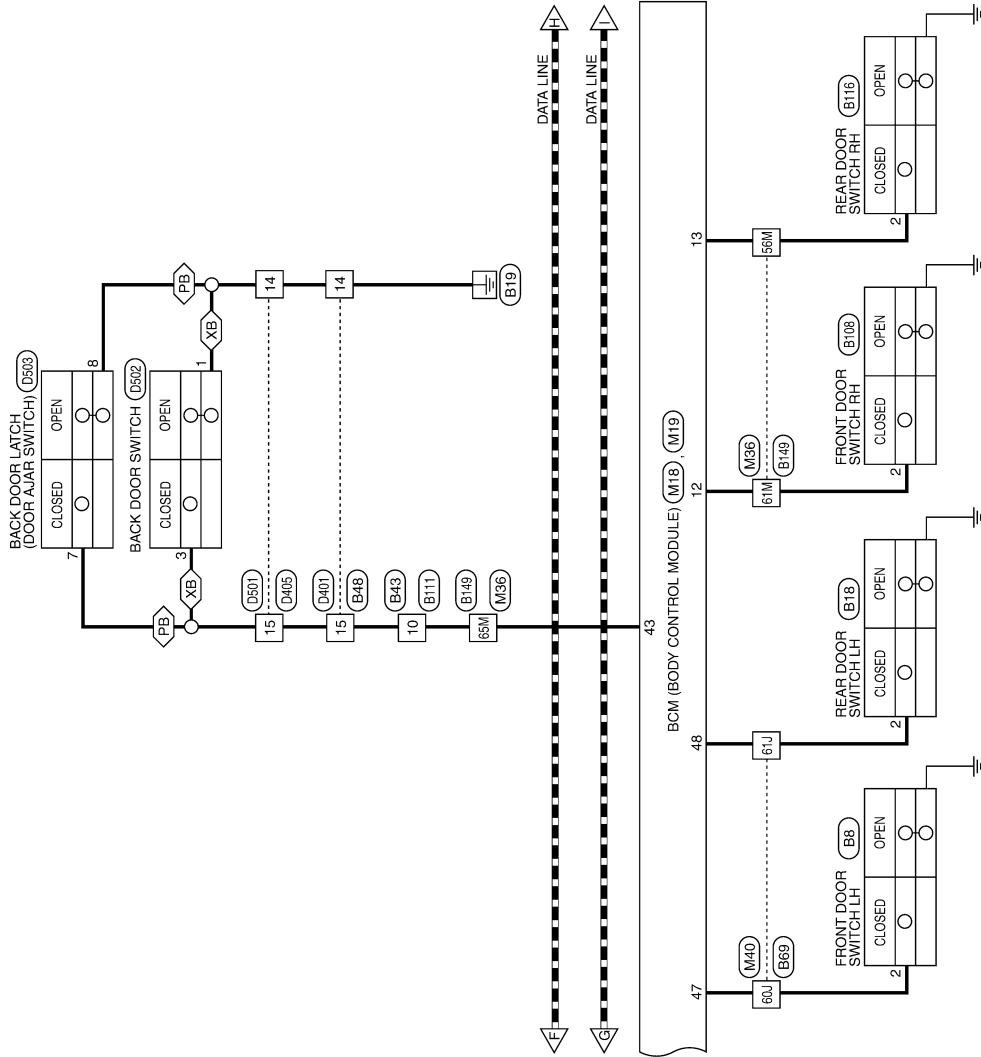 BACK DOOR LATCH
(DOOR AJAR SWITCH)
D503
CLOSED
OPEN
7
8
BACK DOOR SWITCH
D502
CLOSED
OPEN
3
1
PB
XB
XB
PB
15
D501
D405
14
15
D401
B48
14
10
B43
B111
65M
B149
M36
B19
F
DATA LINE
H
G
DATA LINE
I
43
BCM (BODY CONTROL MODULE)
M18
,
M19
47
48
12
13
60J
M40
B69
61J
61M
M36
B149
56M
FRONT DOOR
SWITCH LH
B8
2
CLOSED
OPEN
REAR DOOR
SWITCH LH
B18
2
CLOSED
OPEN
FRONT DOOR
SWITCH RH
B108
2
CLOSED
OPEN
REAR DOOR
SWITCH RH
B116
2
CLOSED
OPEN